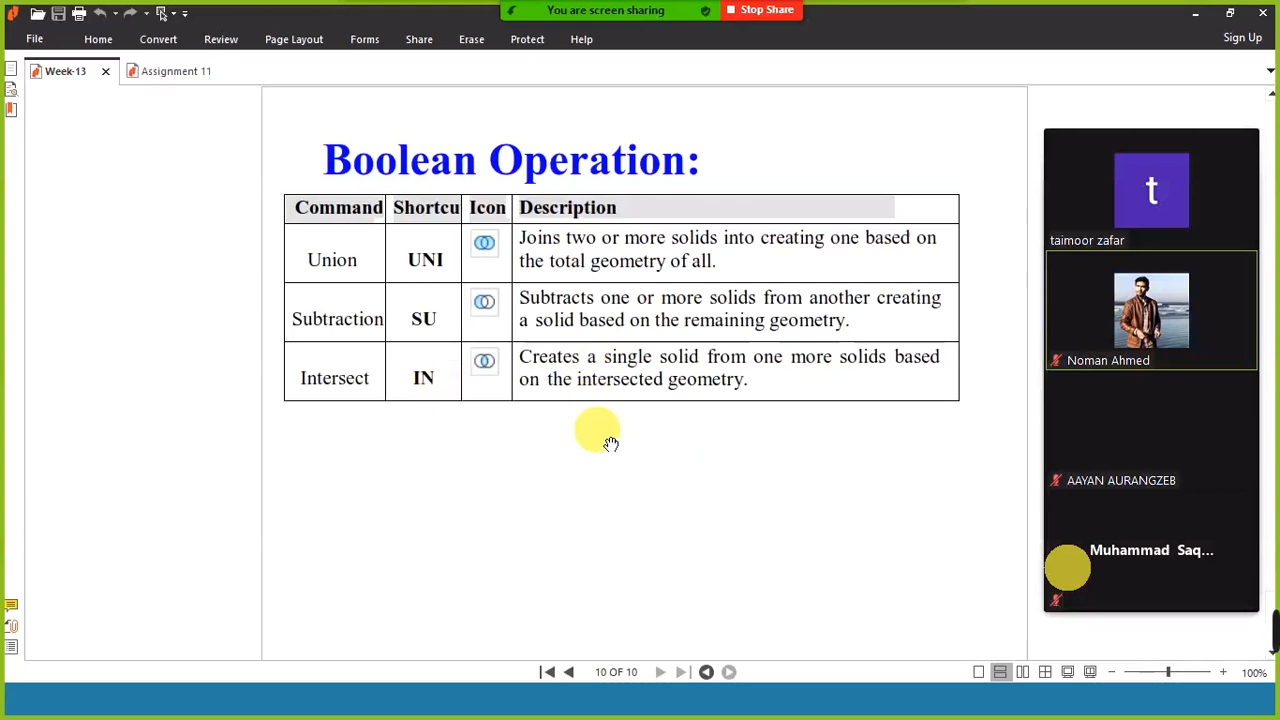 You are screen sharing
Stop Share
File Home Convert Review Page Layout Forms Share Erase Protect Help
Sign Up
Week-13
Assignment 11
Boolean Operation:
Command Shortcu Icon Description
Union UNI Joins two or more solids into creating one based on
the total geometry of all.
Subtraction SU Subtracts one or more solids from another creating
a solid based on the remaining geometry.
Intersect IN Creates a single solid from one more solids based
on the intersected geometry.
t
taimoor zafar
Noman Ahmed
AAYAN AURANGZEB
Muhammad Saq...
10 OF 10
100%